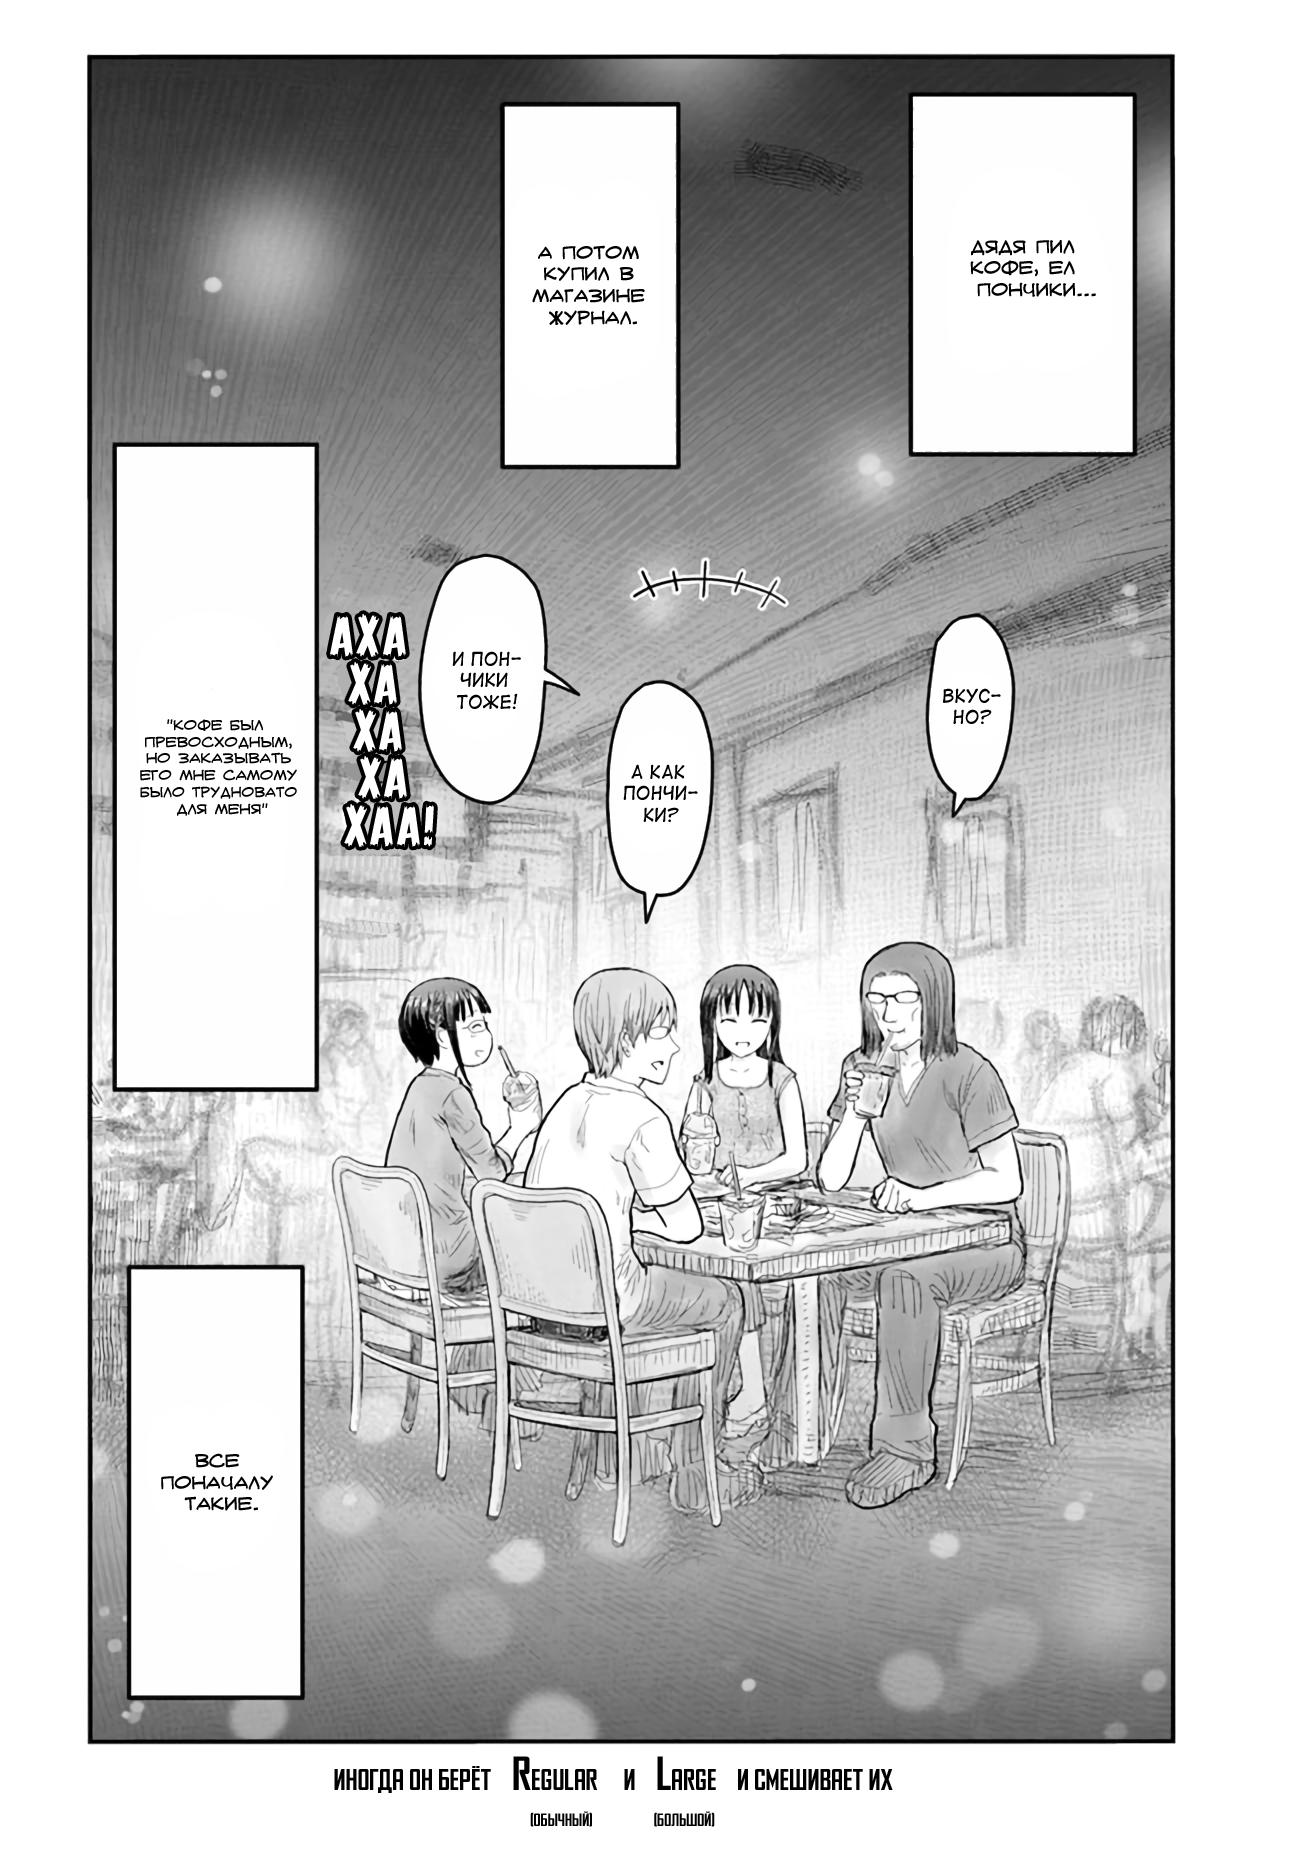 ДЯДЯ ПИЛ
КОФЕ, ЕЛ
ПОНЧИКИ...
А ПОТОМ
КУПИЛ В
МАГАЗИНЕ
ЖУРНАЛ.
ВКУС-
НО?
А КАК
ПОНЧИ-
КИ?
И ПОН-
ЧИКИ
ТОЖЕ!
АХА
ХА
ХА
ХА
ХАА!
"КОФЕ БЫЛ
ПРЕВОСХОДНЫМ,
НО ЗАКАЗЫВАТЬ
ЕГО МНЕ САМОМУ
БЫЛО ТРУДНОВАТО
ДЛЯ МЕНЯ"
ВСЕ
ПОНАЧАЛУ
ТАКИЕ.
ИНОГДА ОН БЕРЁТ REGULAR И LARGE И СМЕШИВАЕТ ИХ
(ОБЫЧНЫЙ) (БОЛЬШОЙ)